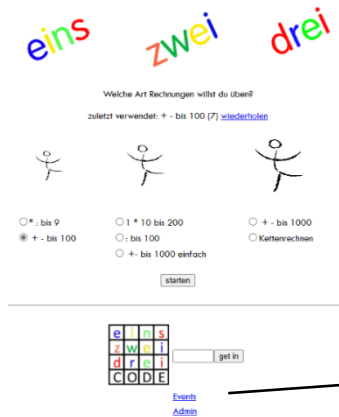 eins zwei drei
Welche Art Rechnungen willst du üben?
zuletzt verwendet: + - bis 100 (7) wiederholen
* : bis 9 1 * 10 bis 200 + - bis 1000
+ - bis 100 : bis 100 Kettenrechnen
+- bis 1000 einfach
starten
eins
zwei
drei
CODE
get in
Events
Admin